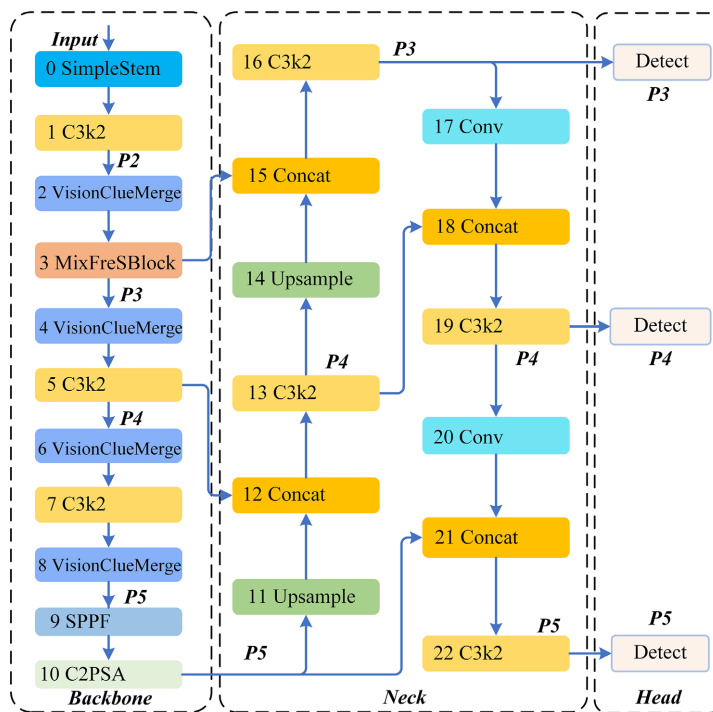 Input
0 SimpleStem
1 C3k2
P2
2 VisionClueMerge
3 MixFreSBlock
P3
4 VisionClueMerge
5 C3k2
P4
6 VisionClueMerge
7 C3k2
8 VisionClueMerge
P5
9 SPPF
10 C2PSA
Backbone
16 C3k2
P3
15 Concat
14 Upsample
P4
13 C3k2
12 Concat
11 Upsample
P5
17 Conv
18 Concat
19 C3k2
P4
20 Conv
21 Concat
22 C3k2
P5
Neck
Detect
P3
Detect
P4
P5
Detect
Head